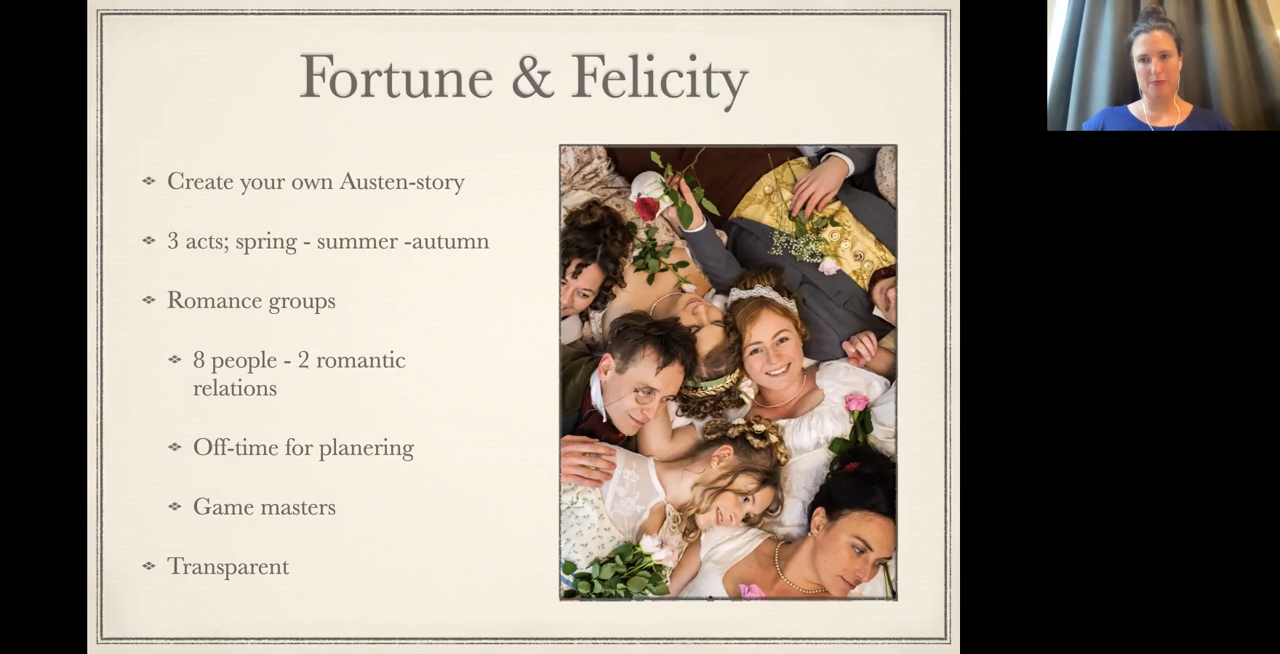 Fortune & Felicity
Create your own Austen-story
3 acts; spring - summer -autumn
Romance groups
8 people - 2 romantic
relations
Off-time for planering
Game masters
Transparent